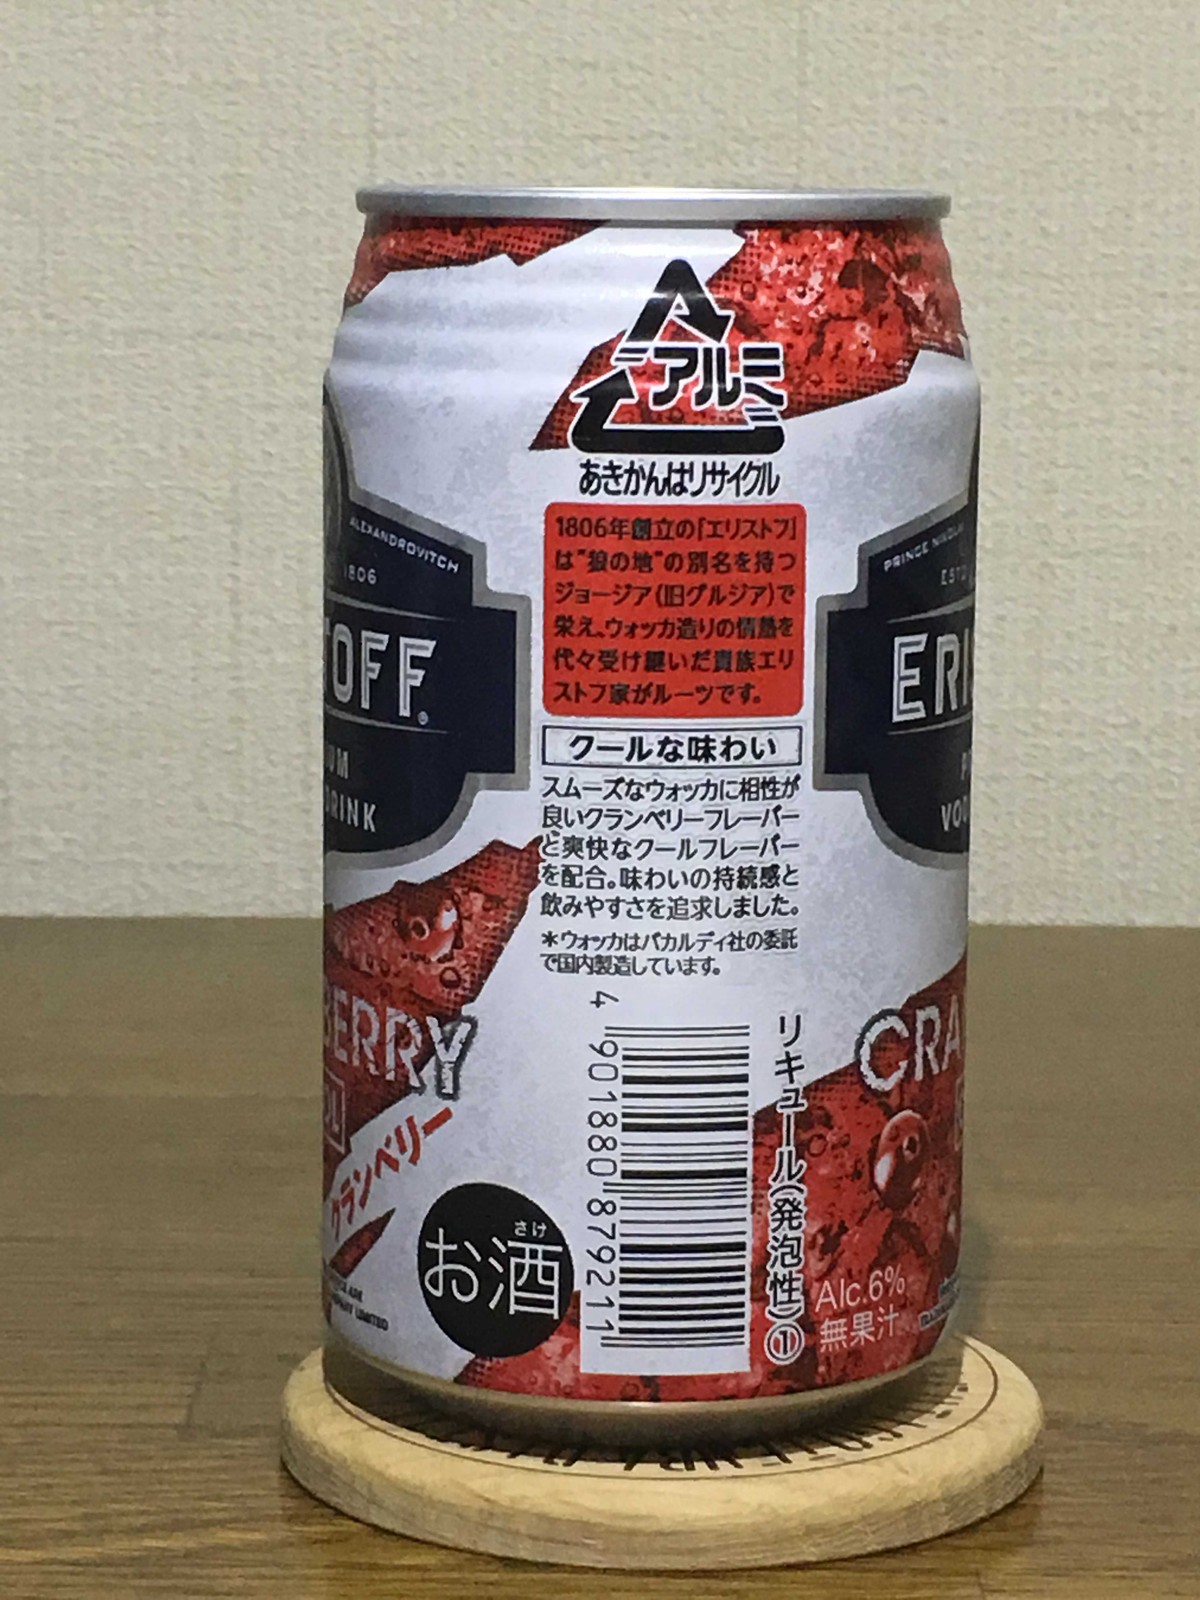 アルミ
あきかんはリサイクル
1806年創立の「エリストフ」
は"狼の地"の別名を持つ
ジョージア(旧グルジア)で
栄え、ウォッカ造りの情熱を
代々受け継いだ貴族エリ
ストフ家がルーツです。
クールな味わい
スムーズなウォッカに相性が
良いクランベリーフレーバー
と爽快なクールフレーバー
を配合。味わいの持続感と
飲みやすさを追求しました。
*ウォッカはバカルディ社の委託
で国内製造しています。
4 901880 879211
リキュール(発泡性)①
Alc.6%
無果汁
お酒
さけ
ALEXANDROVITCH
1806
TOFF®
UM
DRINK
BERRY
クランベリー
LIMITED
PRINCE NIKOLAI
ESTD
ERI
VOD
CRA